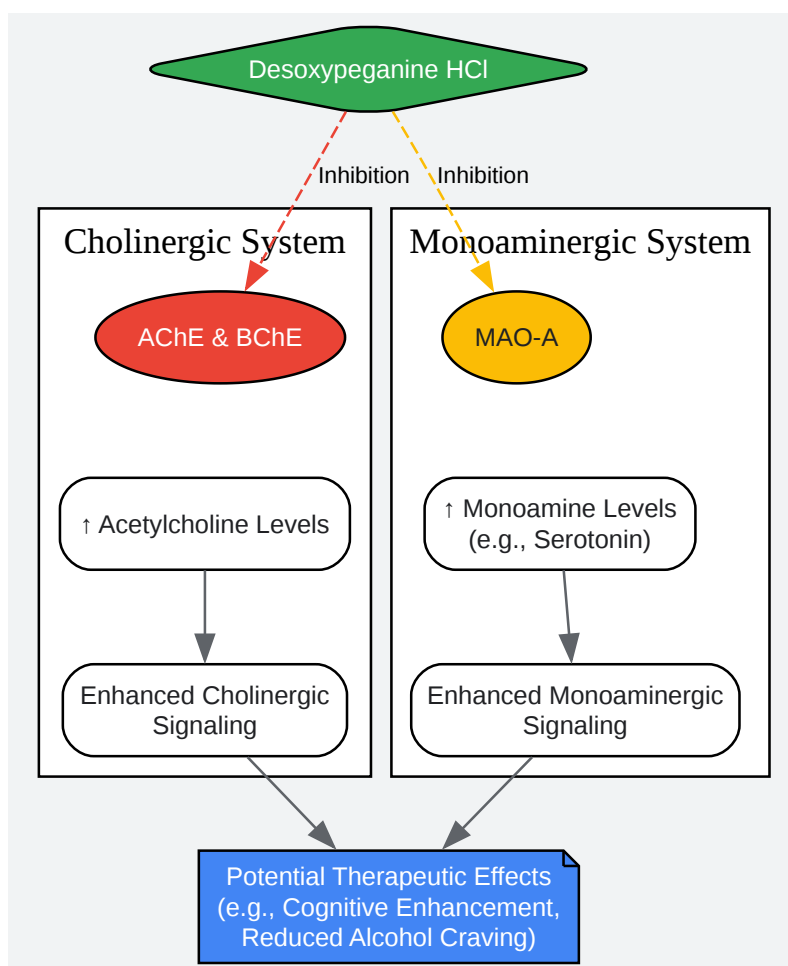 Desoxypeganine HCl
Inhibition
Inhibition
Cholinergic System
Monoaminergic System
AChE & BChE
MAO-A
↑ Acetylcholine Levels
↑ Monoamine Levels
(e.g., Serotonin)
Enhanced Cholinergic
Signaling
Enhanced Monoaminergic
Signaling
Potential Therapeutic Effects
(e.g., Cognitive Enhancement,
Reduced Alcohol Craving)